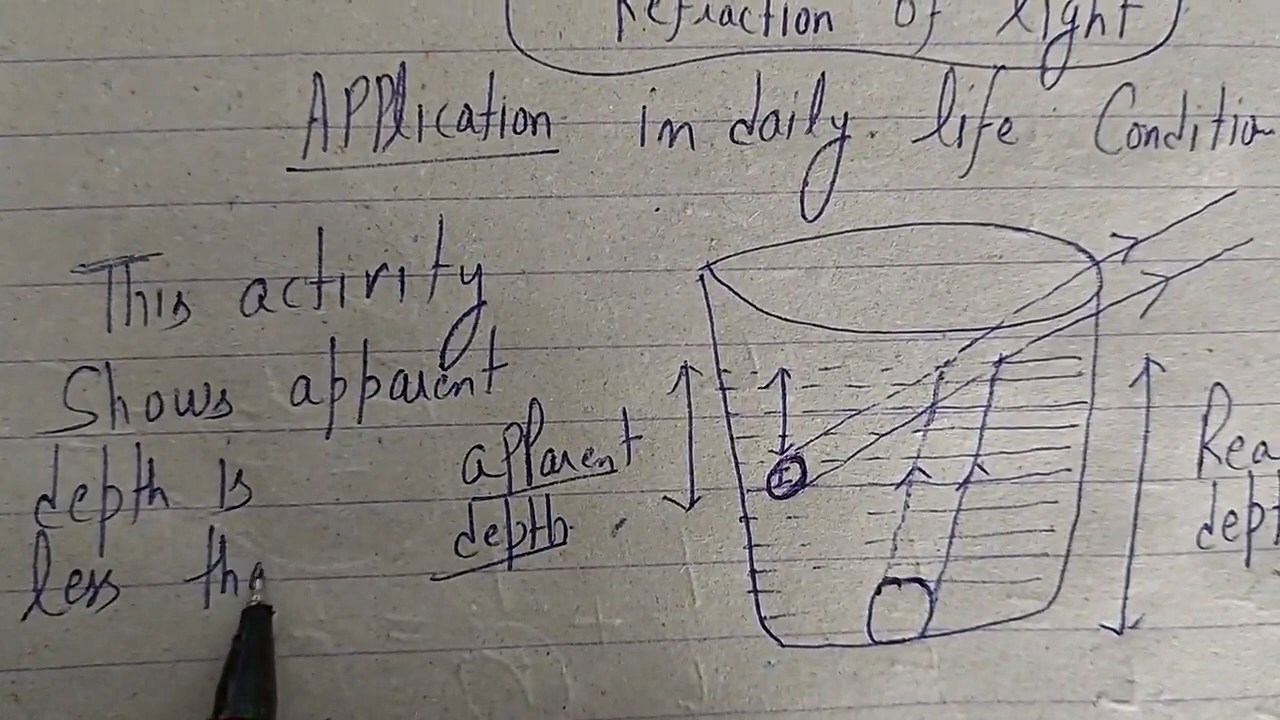 Refraction of light
Application in daily life Conditio
This activity
Shows apparent
depth is
less tha
apparent
depth
Rea
dept